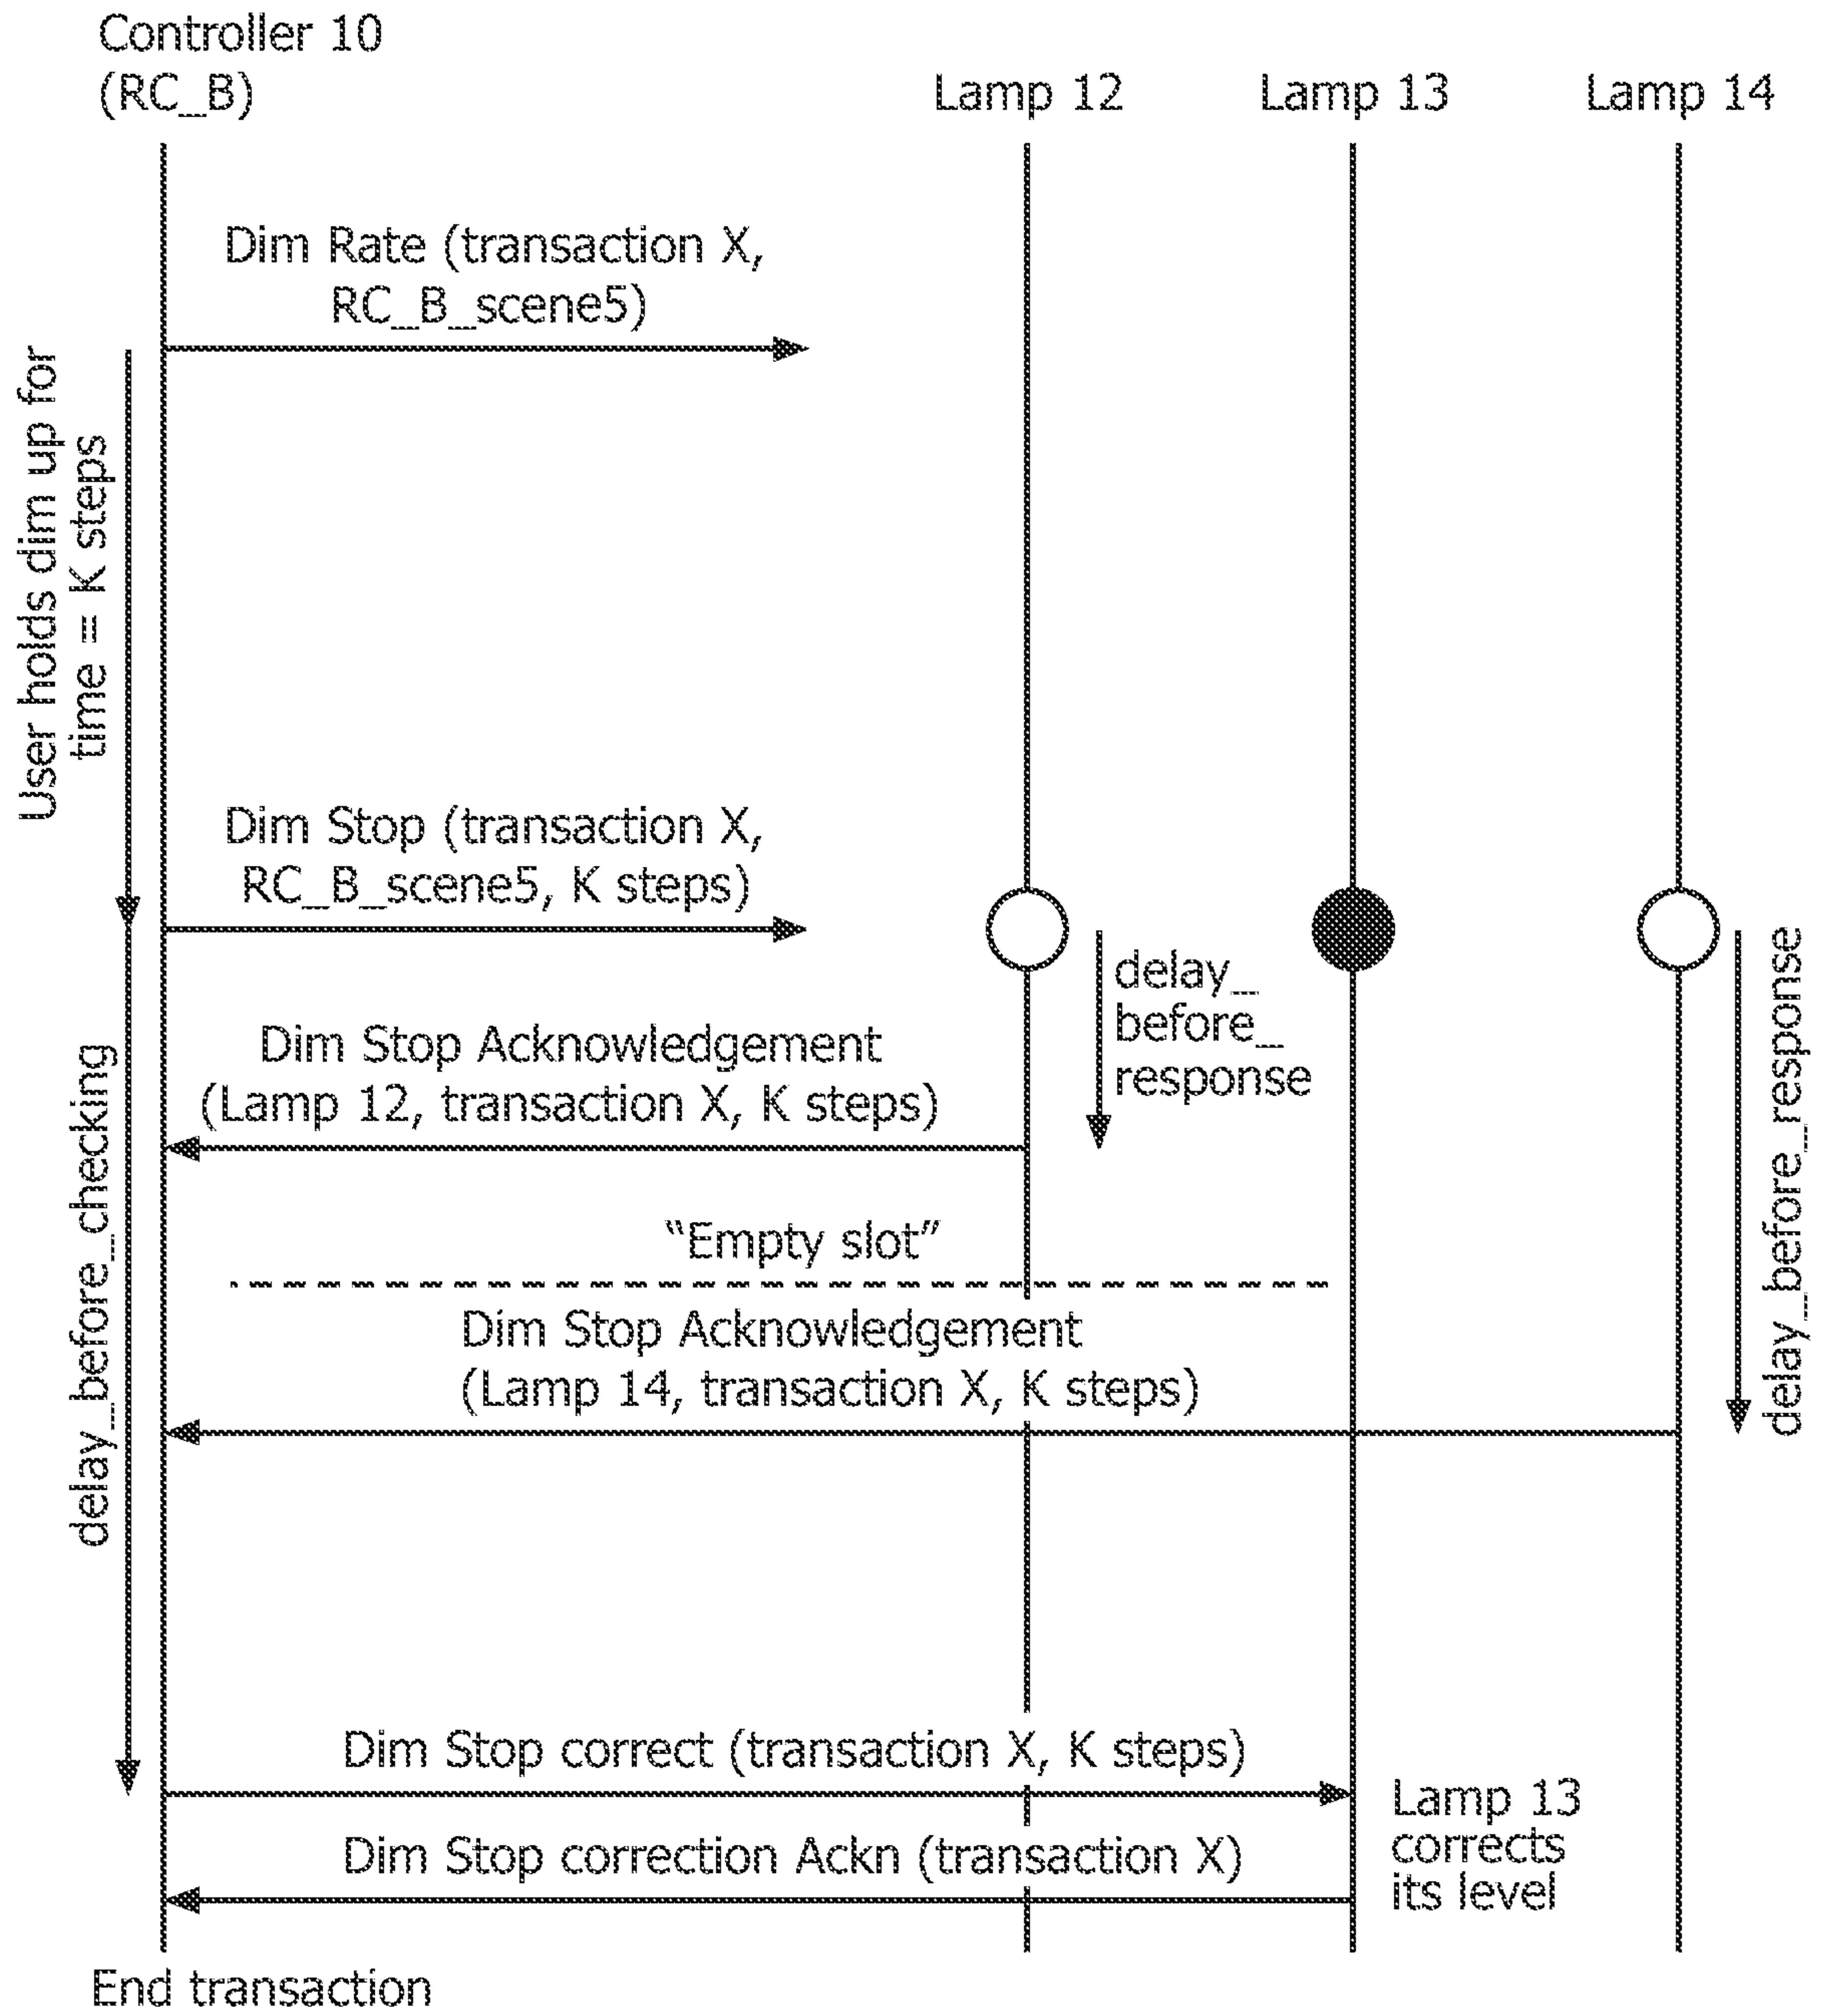 Controller 10
(RC_B)
Lamp 12
Lamp 13
Lamp 14
Dim Rate (transaction X,
RC_B_scene5)
User holds dim up for
time = K steps
Dim Stop (transaction X,
RC_B_scene5, K steps)
delay_
before_
response
delay_before_response
Dim Stop Acknowledgement
(Lamp 12, transaction X, K steps)
delay_before_checking
“Empty slot”
Dim Stop Acknowledgement
(Lamp 14, transaction X, K steps)
Dim Stop correct (transaction X, K steps)
Lamp 13
corrects
its level
Dim Stop correction Ackn (transaction X)
End transaction